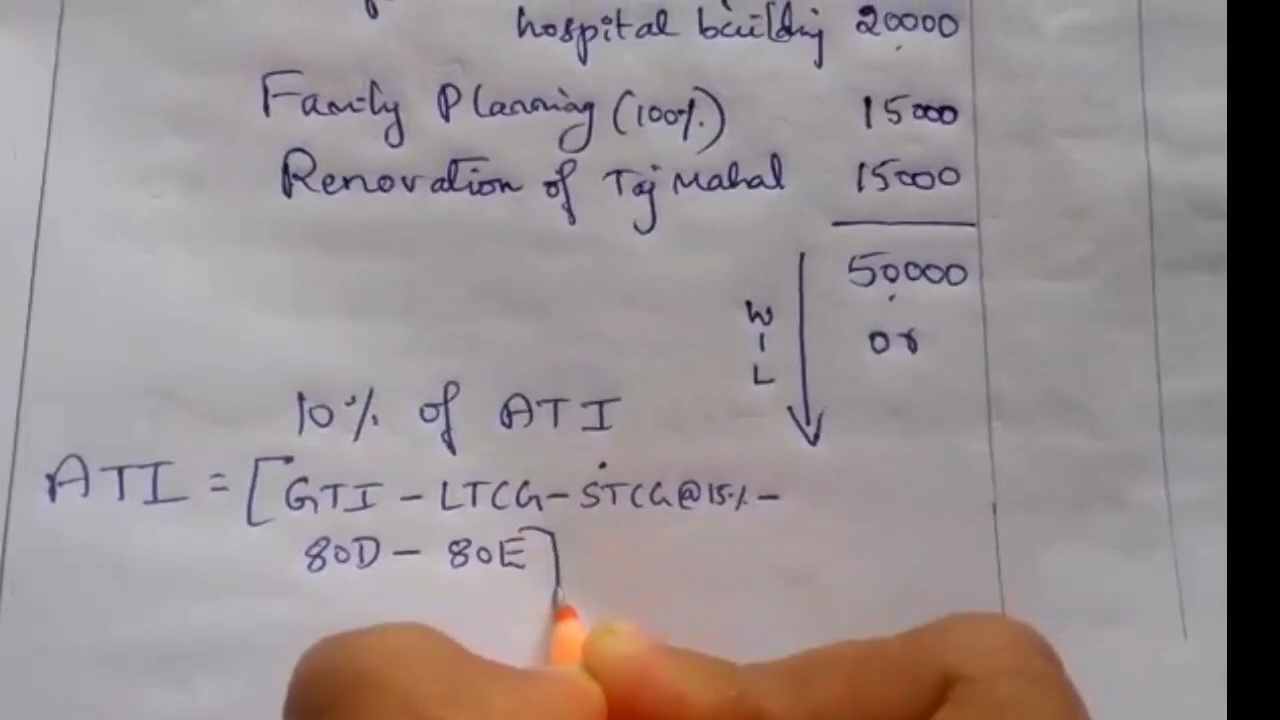 hospital building 20000
Family Planning (100%) 15000
Renovation of Taj Mahal 15000
50000
W
I
L
or
10% of ATI
ATI = [GTI - LTCG - STCG@15% -
80D - 80E]